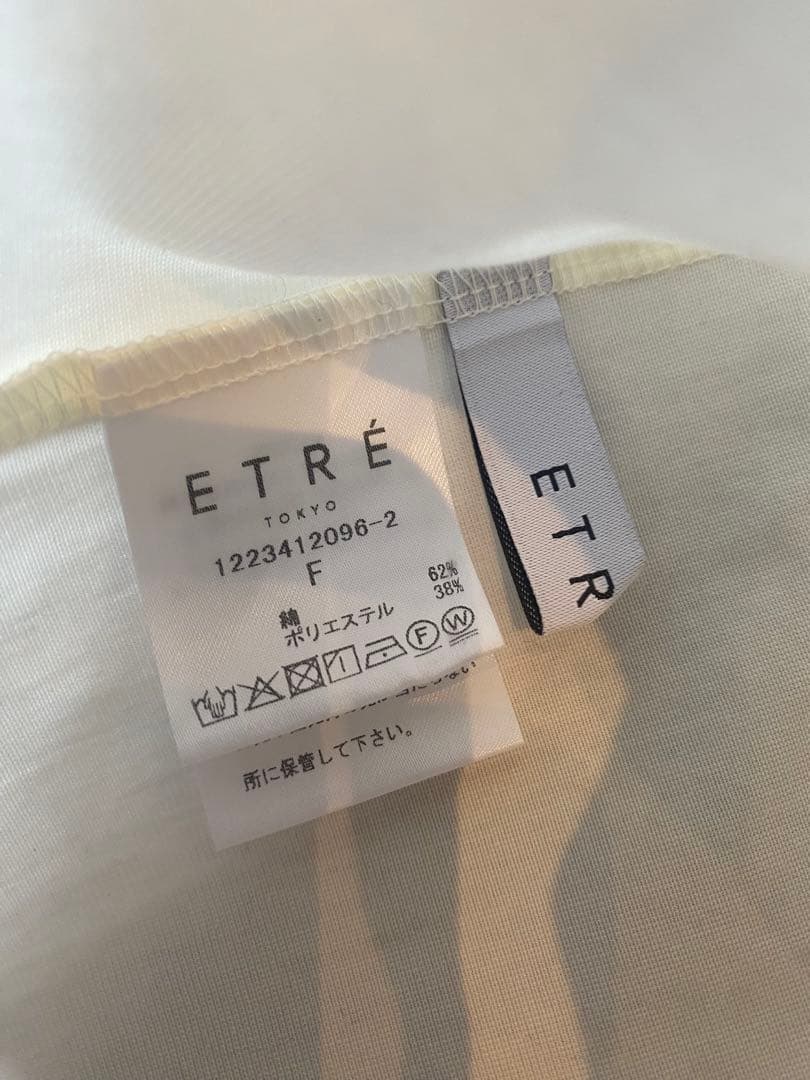 ETRÉ
TOKYO
1223412096-2
F
綿 62%
ポリエステル 38%
F W
所に保管して下さい。
ETR